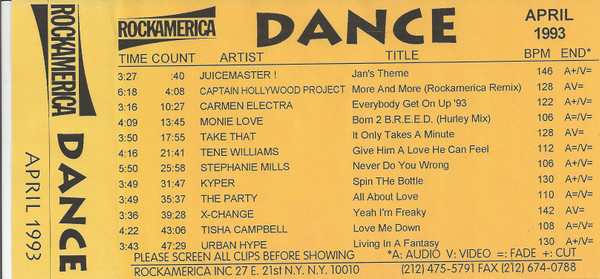 ROCKAMERICA
DANCE
APRIL 1993
ROCKAMERICA
DANCE
APRIL
1993
TIME COUNT ARTIST TITLE BPM END*
3:27 :40 JUICEMASTER ! Jan's Theme 146 A+/V=
6:18 4:08 CAPTAIN HOLLYWOOD PROJECT More And More (Rockamerica Remix) 128 AV=
3:16 10:27 CARMEN ELECTRA Everybody Get On Up '93 122 A+/V=
4:09 13:45 MONIE LOVE Born 2 B.R.E.E.D. (Hurley Mix) 106 A+/V=
3:50 17:55 TAKE THAT It Only Takes A Minute 128 AV=
4:16 21:41 TENE WILLIAMS Give Him A Love He Can Feel 112 A=/V=
5:50 25:58 STEPHANIE MILLS Never Do You Wrong 106 A+/V=
3:49 31:47 KYPER Spin THe Bottle 130 A=/V=
3:49 35:37 THE PARTY All About Love 110 A=/V=
3:36 39:28 X-CHANGE Yeah I'm Freaky 142 AV=
4:22 43:06 TISHA CAMPBELL Love Me Down 108 A=/V=
3:43 47:29 URBAN HYPE Living In A Fantasy 130 A+/V=
PLEASE SCREEN ALL CLIPS BEFORE SHOWING *A: AUDIO V: VIDEO =: FADE +: CUT
ROCKAMERICA INC 27 E. 21st N.Y. N.Y. 10010 (212) 475-5791 FAX (212) 674-0788